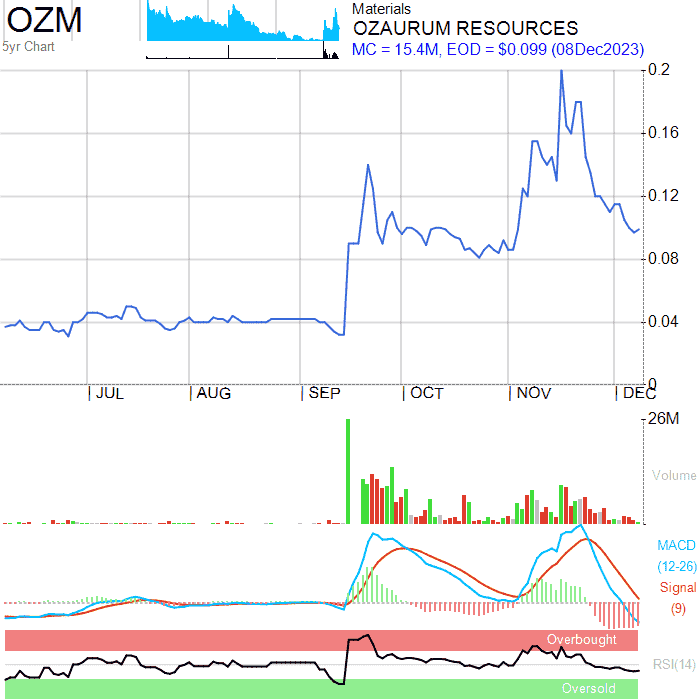 OZM
5yr Chart
Materials
OZAURUM RESOURCES
MC = 15.4M, EOD = $0.099 (08Dec2023)
0.2
0.16
0.12
0.08
0.04
0
JUL AUG SEP OCT NOV DEC
26M
Volume
MACD
(12-26)
Signal
(9)
Overbought
RSI(14)
Oversold